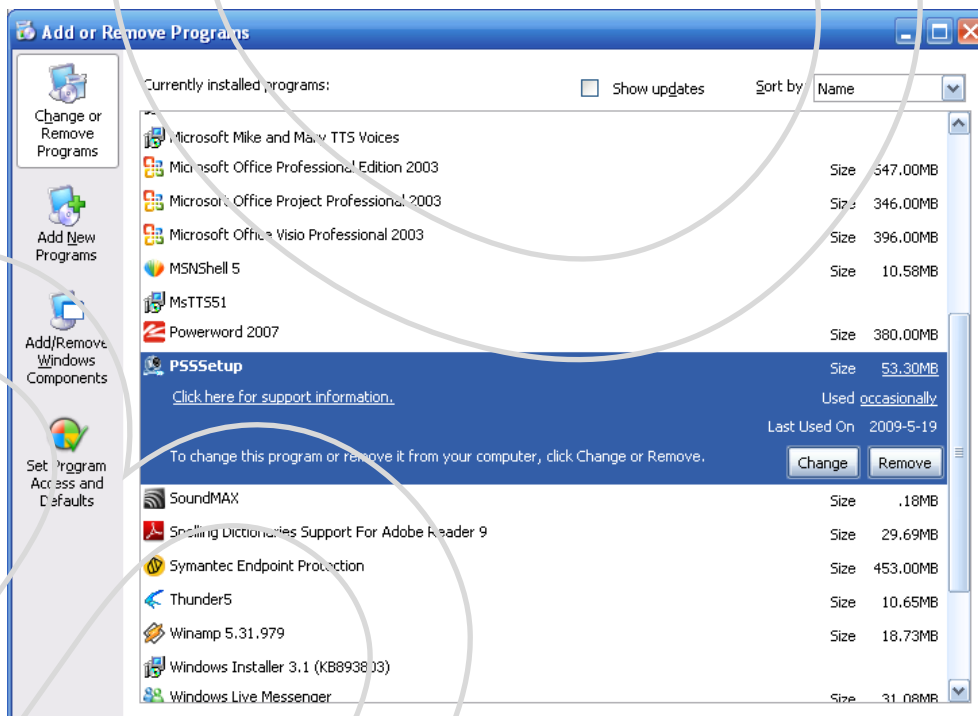 Add or Remove Programs
Change or
Remove
Programs
Add New
Programs
Add/Remove
Windows
Components
Set Program
Access and
Defaults
Currently installed programs:
Show updates
Sort by
Name
Microsoft Mike and Mary TTS Voices
Microsoft Office Professional Edition 2003 Size 547.00MB
Microsoft Office Project Professional 2003 Size 346.00MB
Microsoft Office Visio Professional 2003 Size 396.00MB
MSNShell 5 Size 10.58MB
MsTTS51
Powerword 2007 Size 380.00MB
PSSSetup Size 53.30MB
Click here for support information. Used occasionally
Last Used On 2009-5-19
To change this program or remove it from your computer, click Change or Remove. Change Remove
SoundMAX Size .18MB
Spelling Dictionaries Support For Adobe Reader 9 Size 29.69MB
Symantec Endpoint Protection Size 453.00MB
Thunder5 Size 10.65MB
Winamp 5.31.979 Size 18.73MB
Windows Installer 3.1 (KB893803)
Windows Live Messenger Size 31.08MB